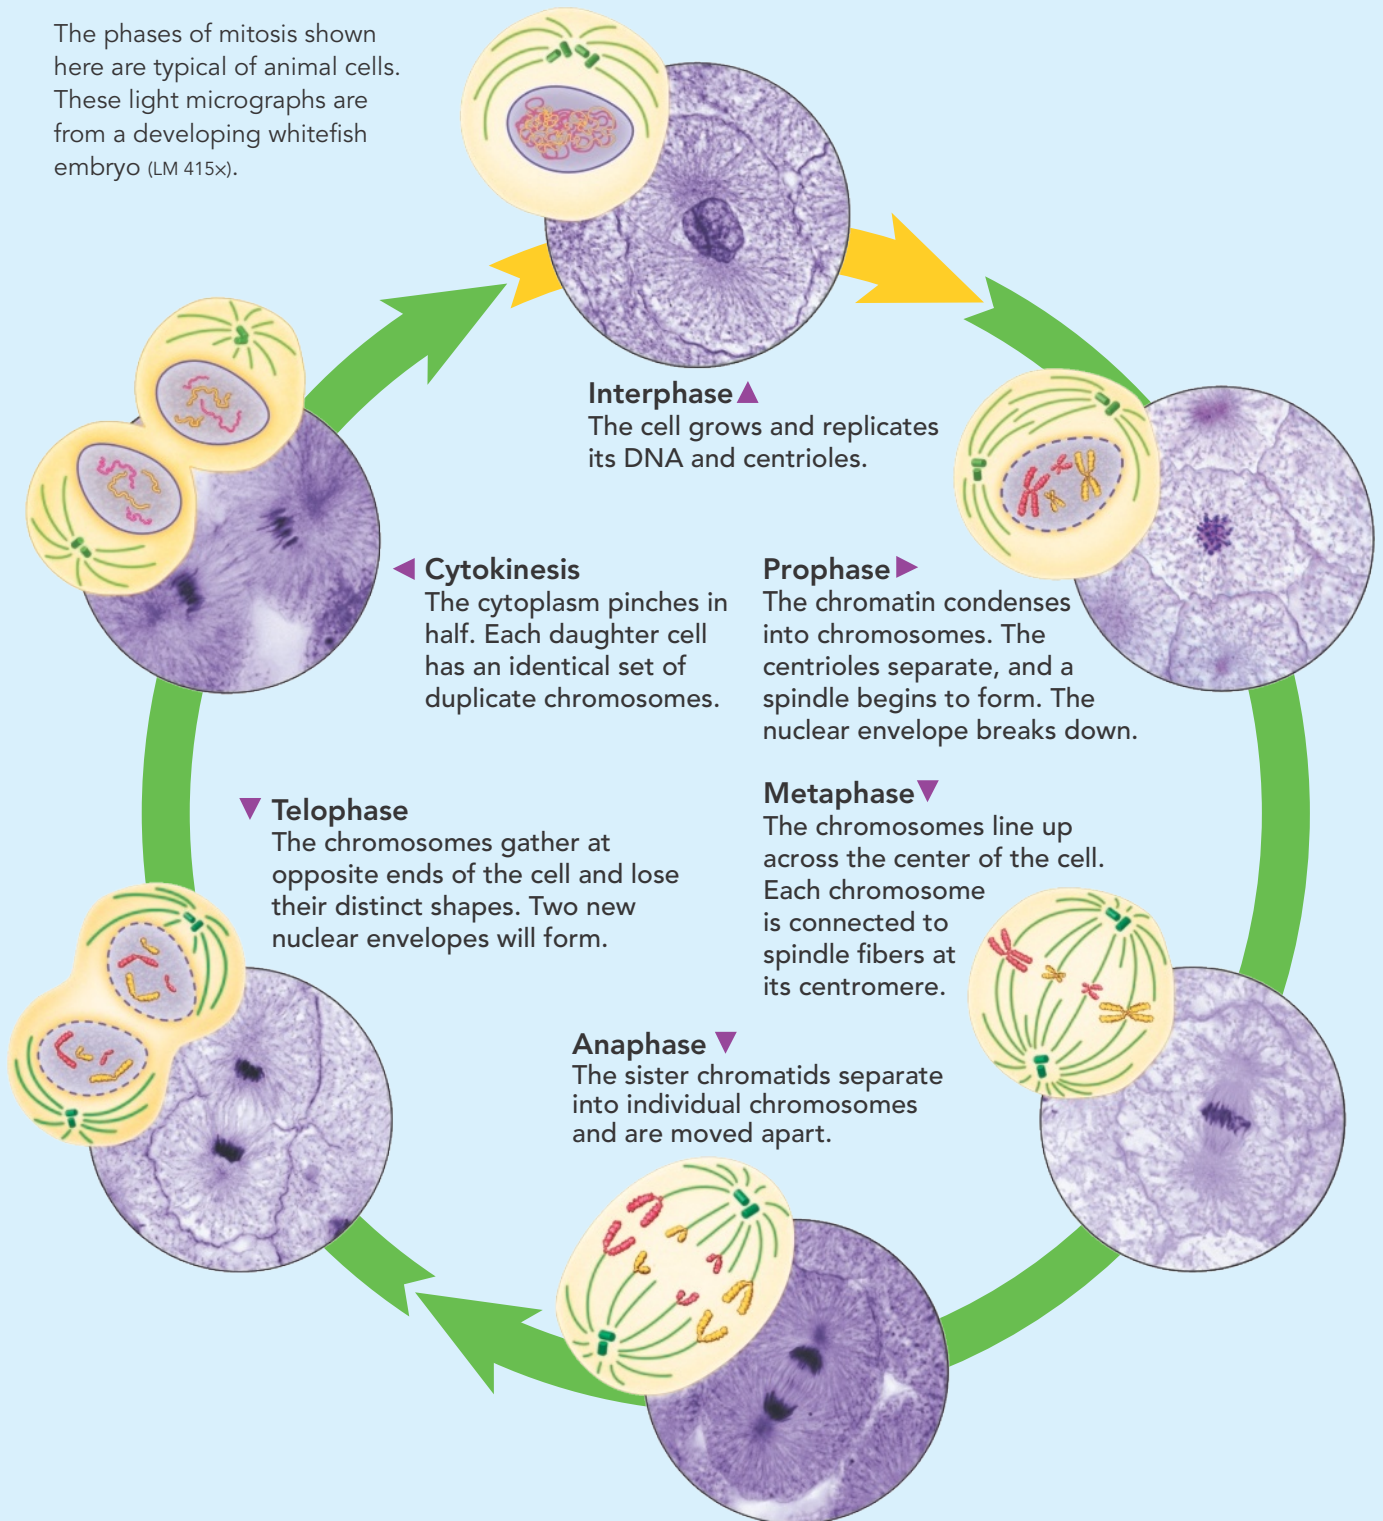 The phases of mitosis shown
here are typical of animal cells.
These light micrographs are
from a developing whitefish
embryo (LM 415×).
Interphase
The cell grows and replicates
its DNA and centrioles.
Prophase
The chromatin condenses
into chromosomes. The
centrioles separate, and a
spindle begins to form. The
nuclear envelope breaks down.
Metaphase
The chromosomes line up
across the center of the cell.
Each chromosome
is connected to
spindle fibers at
its centromere.
Anaphase
The sister chromatids separate
into individual chromosomes
and are moved apart.
Telophase
The chromosomes gather at
opposite ends of the cell and lose
their distinct shapes. Two new
nuclear envelopes will form.
Cytokinesis
The cytoplasm pinches in
half. Each daughter cell
has an identical set of
duplicate chromosomes.